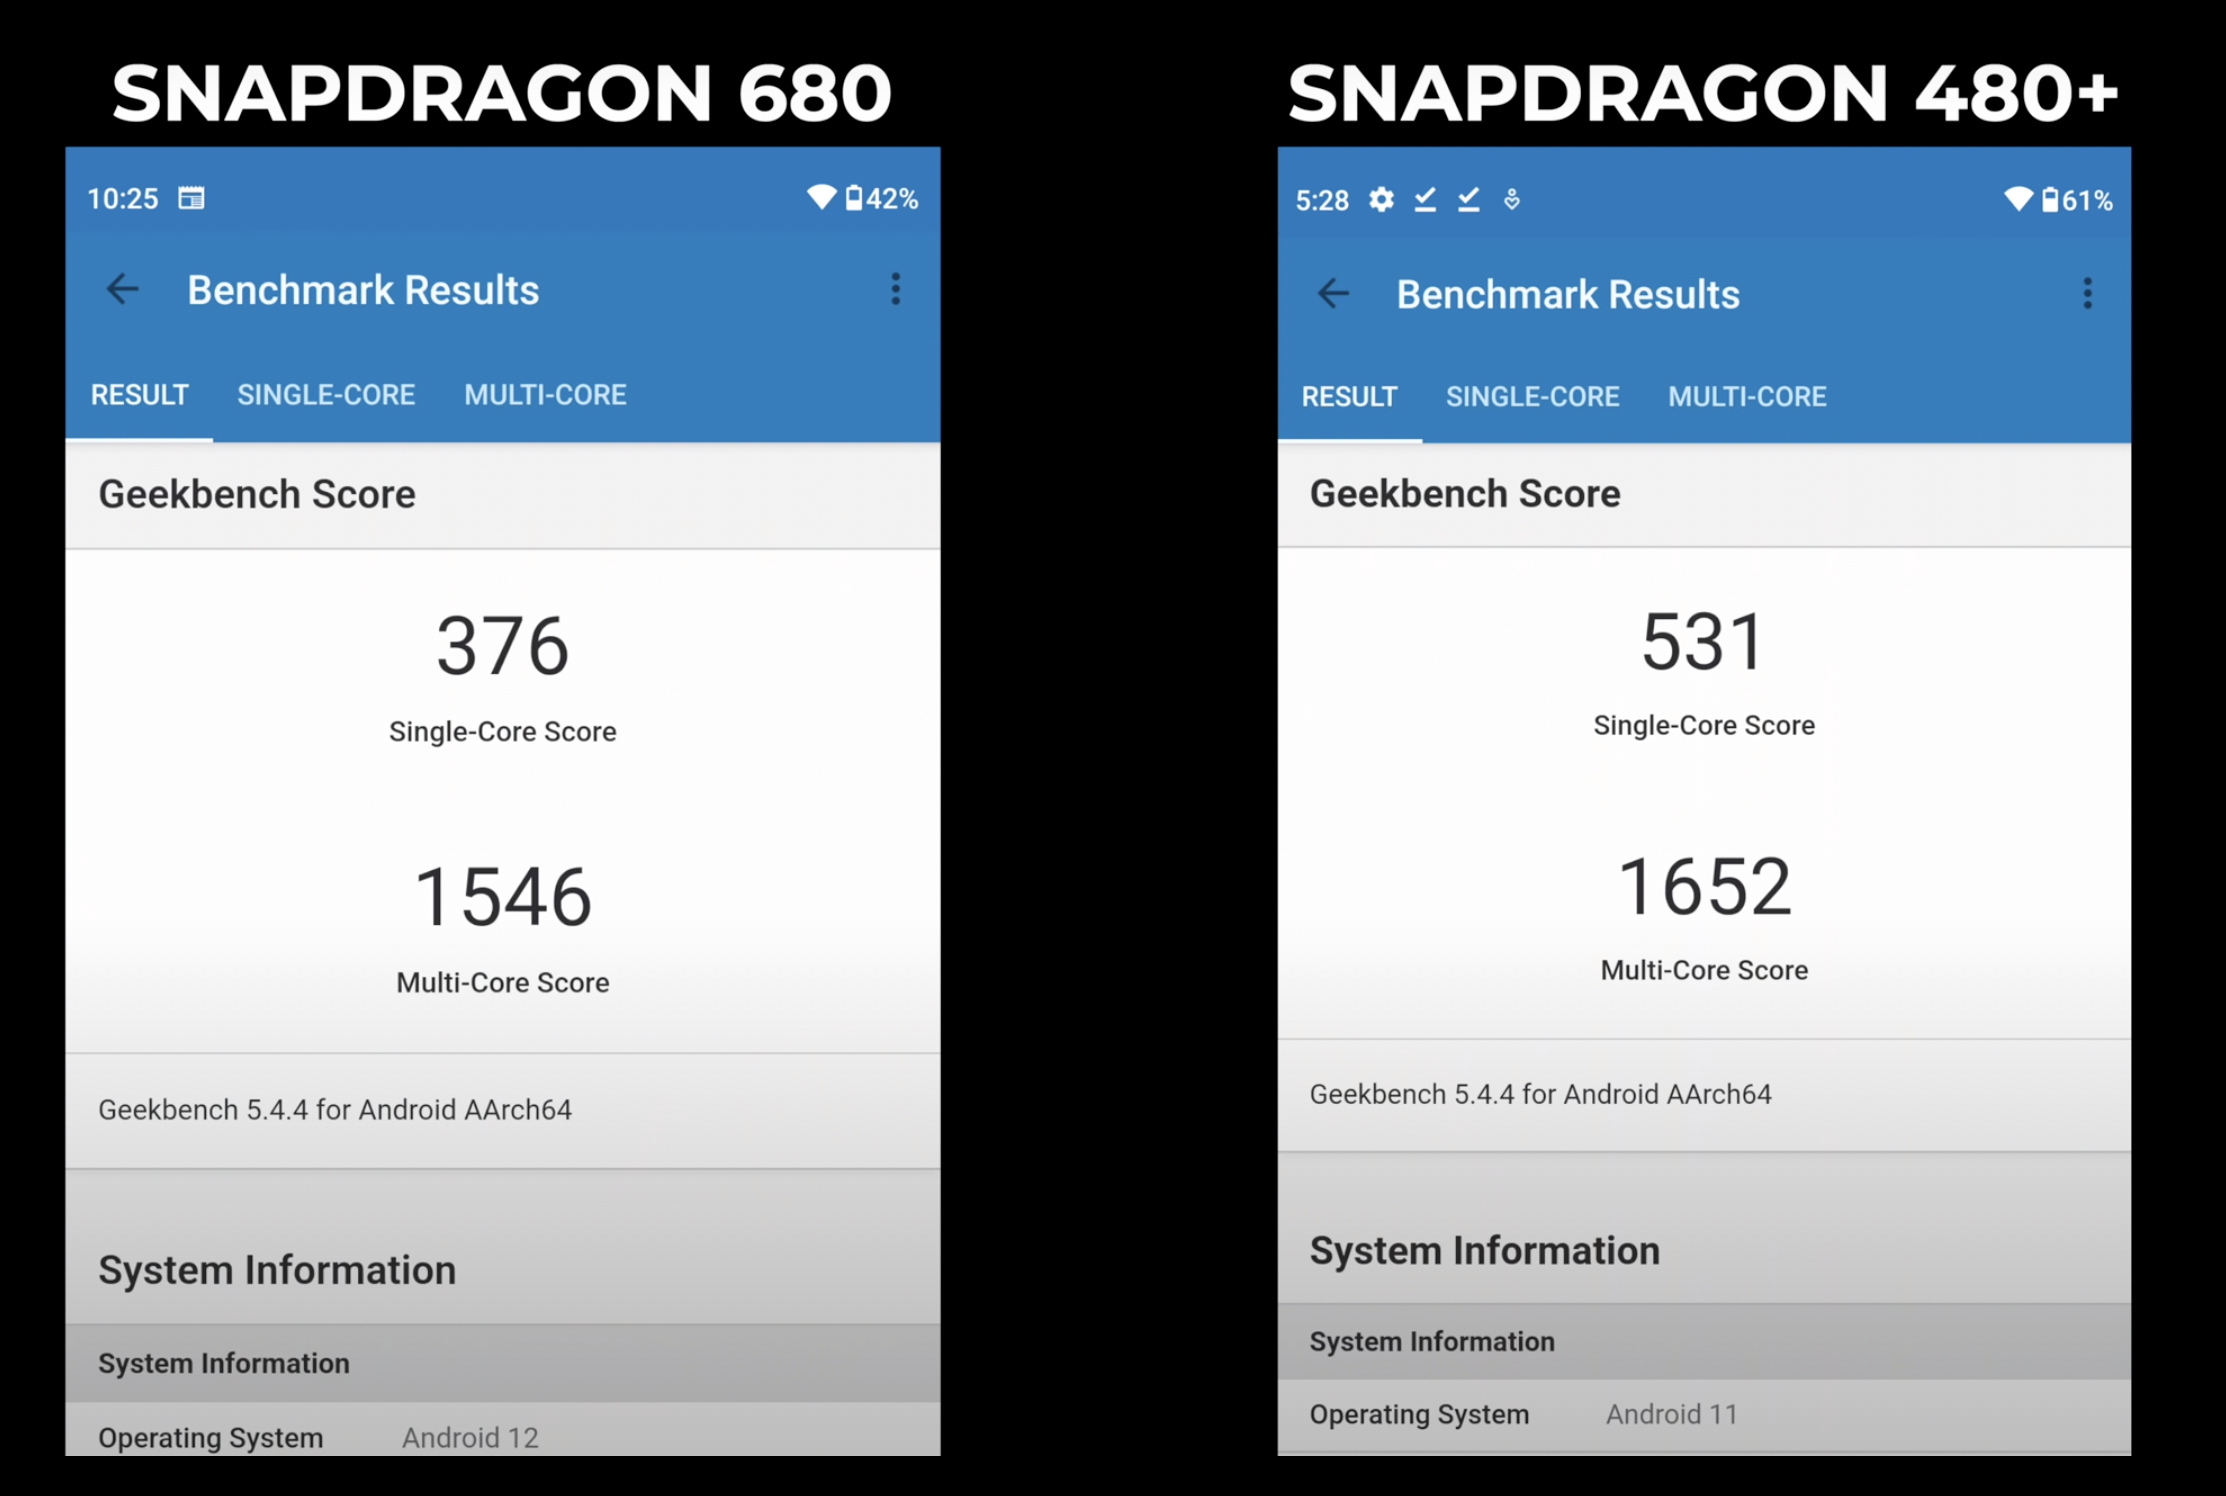 SNAPDRAGON 680
10:25 42%
Benchmark Results
RESULT SINGLE-CORE MULTI-CORE
Geekbench Score
376
Single-Core Score
1546
Multi-Core Score
Geekbench 5.4.4 for Android AArch64
System Information
System Information
Operating System Android 12
SNAPDRAGON 480+
5:28 61%
Benchmark Results
RESULT SINGLE-CORE MULTI-CORE
Geekbench Score
531
Single-Core Score
1652
Multi-Core Score
Geekbench 5.4.4 for Android AArch64
System Information
System Information
Operating System Android 11